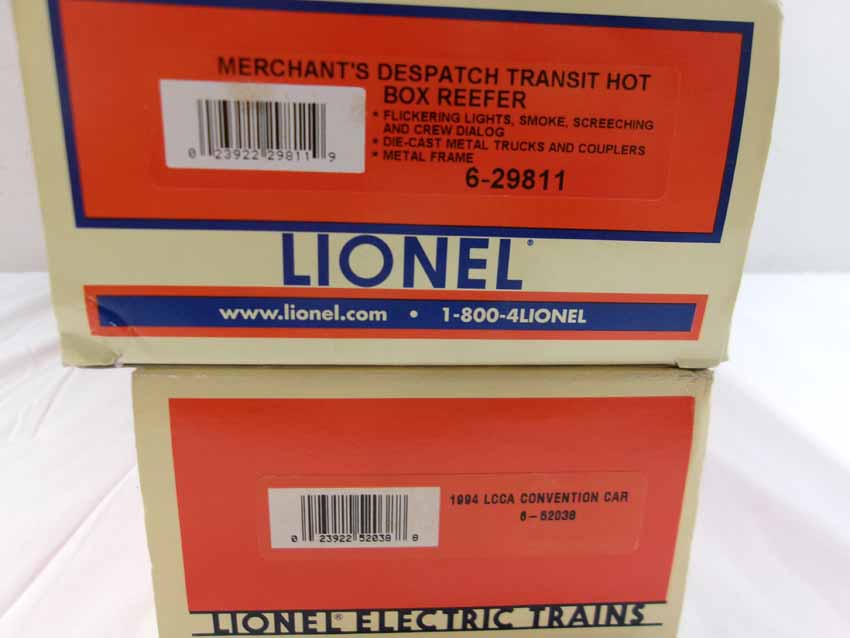 MERCHANT'S DESPATCH TRANSIT HOT
BOX REEFER
* FLICKERING LIGHTS, SMOKE, SCREECHING
AND CREW DIALOG
* DIE-CAST METAL TRUCKS AND COUPLERS
* METAL FRAME
6-29811
0 23922 29811 9
LIONEL®
www.lionel.com • 1-800-4LIONEL
1994 LCCA CONVENTION CAR
6-52038
0 23922 52038 8
LIONEL® ELECTRIC TRAINS